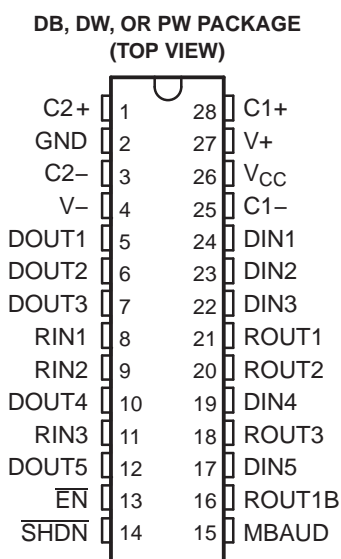 DB, DW, OR PW PACKAGE
(TOP VIEW)
C2+ 1 28 C1+
GND 2 27 V+
C2− 3 26 VCC
V− 4 25 C1−
DOUT1 5 24 DIN1
DOUT2 6 23 DIN2
DOUT3 7 22 DIN3
RIN1 8 21 ROUT1
RIN2 9 20 ROUT2
DOUT4 10 19 DIN4
RIN3 11 18 ROUT3
DOUT5 12 17 DIN5
EN 13 16 ROUT1B
SHDN 14 15 MBAUD